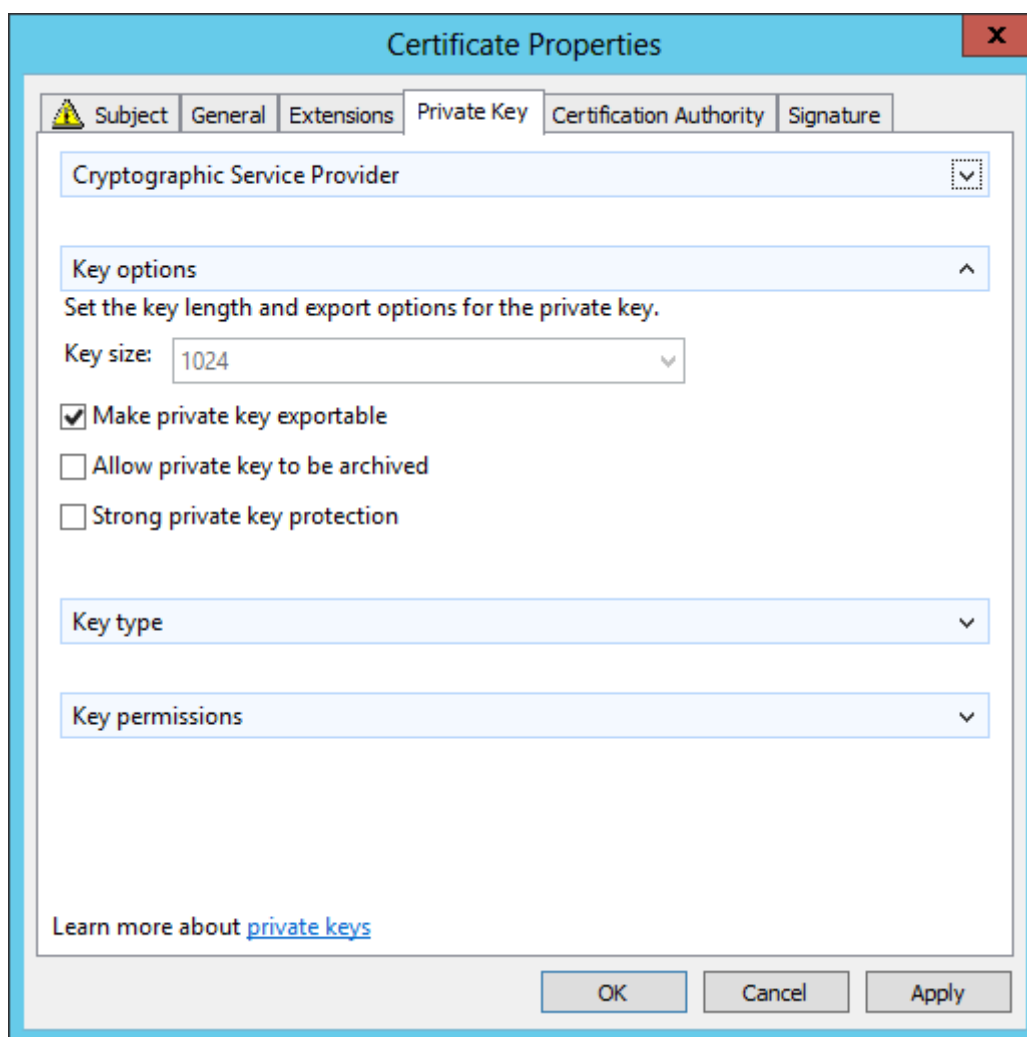 Certificate Properties
x
Subject General Extensions Private Key Certification Authority Signature
Cryptographic Service Provider
Key options
Set the key length and export options for the private key.
Key size: 1024
Make private key exportable
Allow private key to be archived
Strong private key protection
Key type
Key permissions
Learn more about private keys
OK Cancel Apply